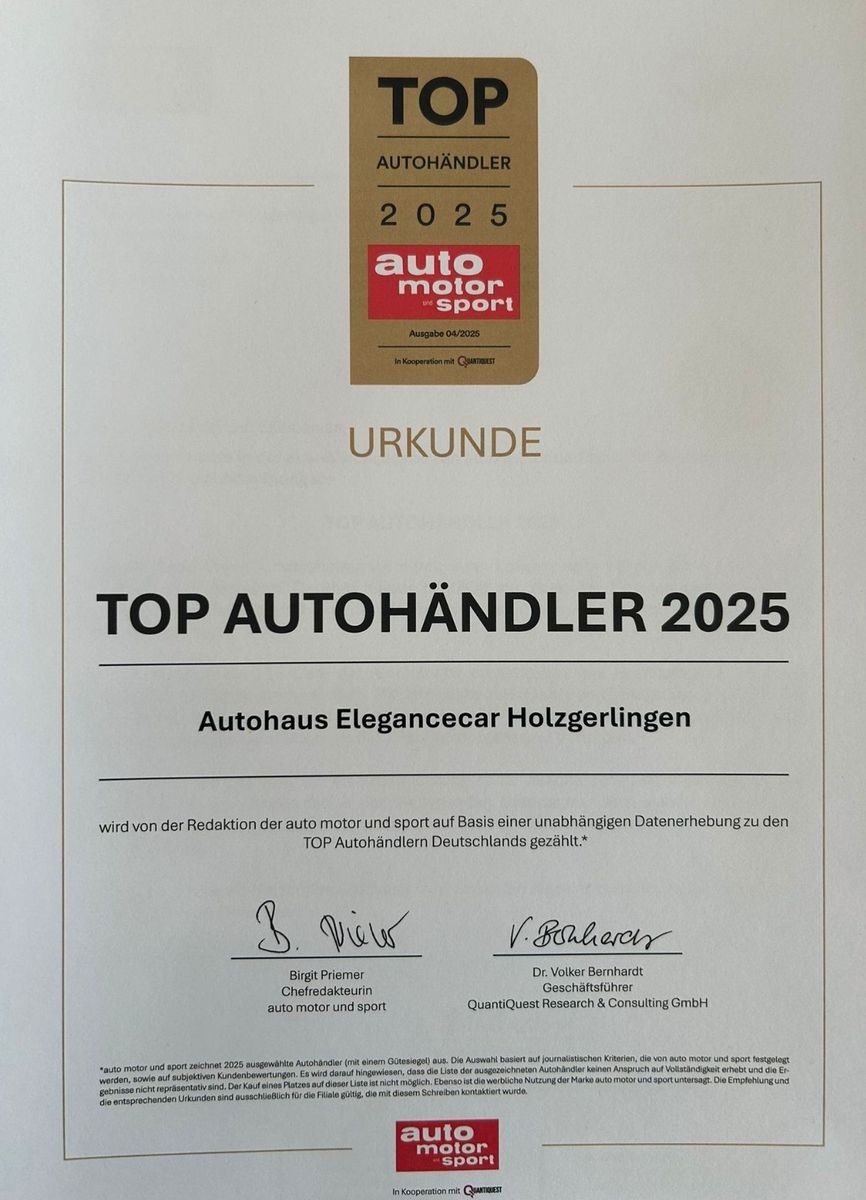 TOP
AUTOHÄNDLER
2025
auto
motor
und sport
Ausgabe 04/2025
In Kooperation mit QUANTIQUEST
URKUNDE
TOP AUTOHÄNDLER 2025
Autohaus Elegancecar Holzgerlingen
wird von der Redaktion der auto motor und sport auf Basis einer unabhängigen Datenerhebung zu den
TOP Autohändlern Deutschlands gezählt.*
B. Priemer V. Bernhardt
Birgit Priemer
Chefredakteurin
auto motor und sport
Dr. Volker Bernhardt
Geschäftsführer
QuantiQuest Research & Consulting GmbH
*auto motor und sport zeichnet 2025 ausgewählte Autohändler (mit einem Gütesiegel) aus. Die Auswahl basiert auf journalistischen Kriterien, die von auto motor und sport festgelegt
werden, sowie auf subjektiven Kundenbewertungen. Es wird darauf hingewiesen, dass die Liste der ausgezeichneten Autohändler keinen Anspruch auf Vollständigkeit erhebt und die Er-
gebnisse nicht repräsentativ sind. Der Kauf eines Platzes auf dieser Liste ist nicht möglich. Ebenso ist die werbliche Nutzung der Marke auto motor und sport untersagt. Die Empfehlung und
die entsprechenden Urkunden sind ausschließlich für die Filiale gültig, die mit diesem Schreiben kontaktiert wurde.
auto
motor
und sport
In Kooperation mit QUANTIQUEST